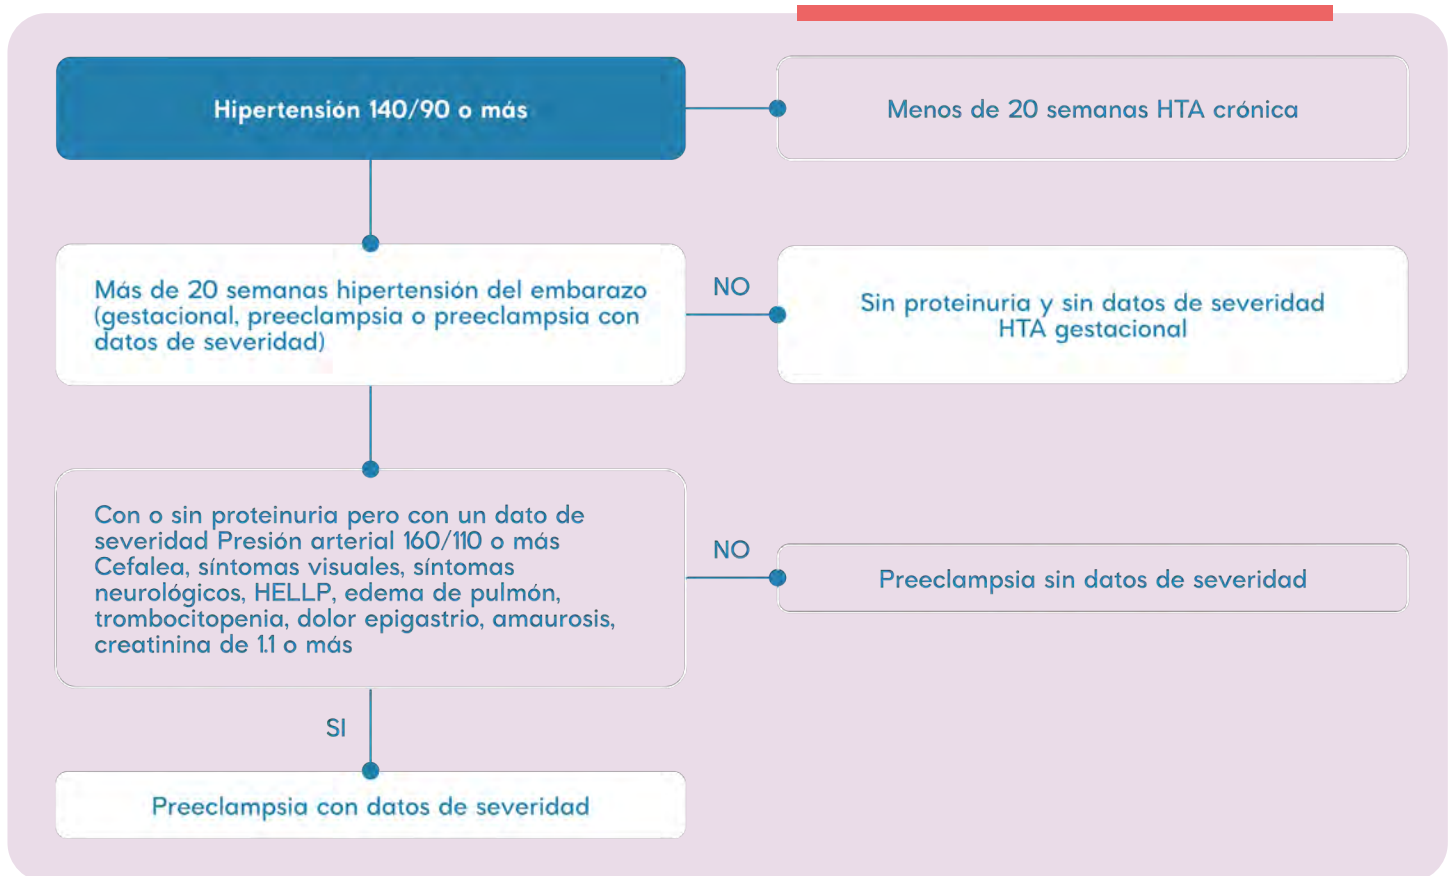 Hipertensión 140/90 o más
Menos de 20 semanas HTA crónica
Más de 20 semanas hipertensión del embarazo
(gestacional, preeclampsia o preeclampsia con
datos de severidad)
NO
Sin proteinuria y sin datos de severidad
HTA gestacional
Con o sin proteinuria pero con un dato de
severidad Presión arterial 160/110 o más
Cefalea, síntomas visuales, síntomas
neurológicos, HELLP, edema de pulmón,
trombocitopenia, dolor epigastrio, amaurosis,
creatinina de 1.1 o más
NO
Preeclampsia sin datos de severidad
SI
Preeclampsia con datos de severidad